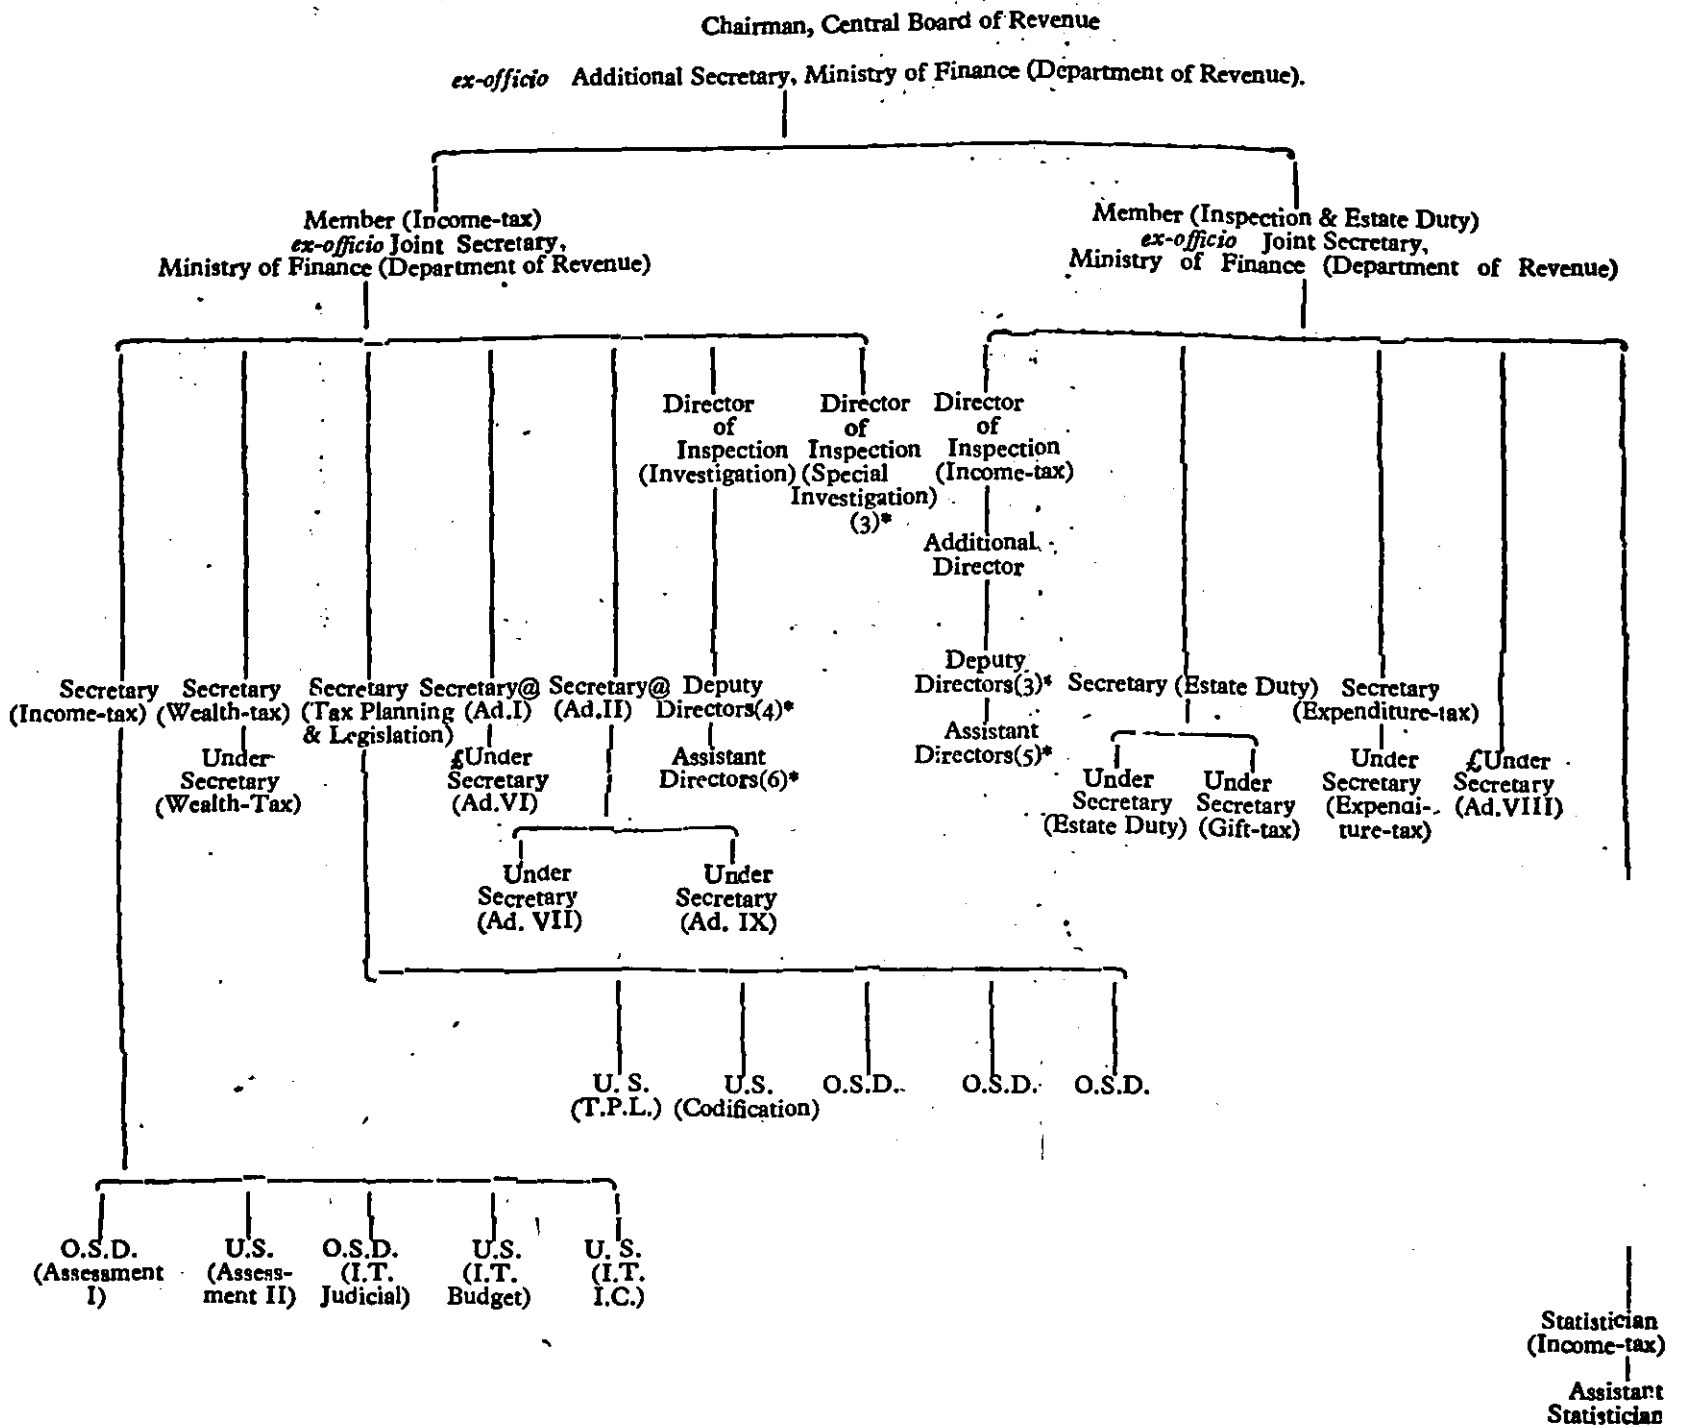 Chairman, Central Board of Revenue
ex-officio Additional Secretary, Ministry of Finance (Department of Revenue).
Member (Income-tax)
ex-officio Joint Secretary,
Ministry of Finance (Department of Revenue)
Member (Inspection & Estate Duty)
ex-officio Joint Secretary,
Ministry of Finance (Department of Revenue)
Director
of
Inspection
(Investigation)
Director
of
Inspection
(Special
Investigation)
(3)*
Director
of
Inspection
(Income-tax)
Additional
Director
Deputy
Directors(3)*
Assistant
Directors(5)*
Secretary
(Income-tax)
Secretary
(Wealth-tax)
Under
Secretary
(Wealth-Tax)
Secretary
(Tax Planning
& Legislation)
Secretary@
(Ad.I)
£Under
Secretary
(Ad.VI)
Secretary@
(Ad.II)
Deputy
Directors(4)*
Assistant
Directors(6)*
Under
Secretary
(Ad. VII)
Under
Secretary
(Ad. IX)
Secretary (Estate Duty)
Under
Secretary
(Estate Duty)
Under
Secretary
(Gift-tax)
Secretary
(Expenditure-tax)
Under
Secretary
(Expendi-
ture-tax)
£Under
Secretary
(Ad.VIII)
U. S.
(T.P.L.)
U.S.
(Codification)
O.S.D.
O.S.D.
O.S.D.
O.S.D.
(Assessment
I)
U.S.
(Assess-
ment II)
O.S.D.
(I.T.
Judicial)
U.S.
(I.T.
Budget)
U. S.
(I.T.
I.C.)
Statistician
(Income-tax)
Assistant
Statistician